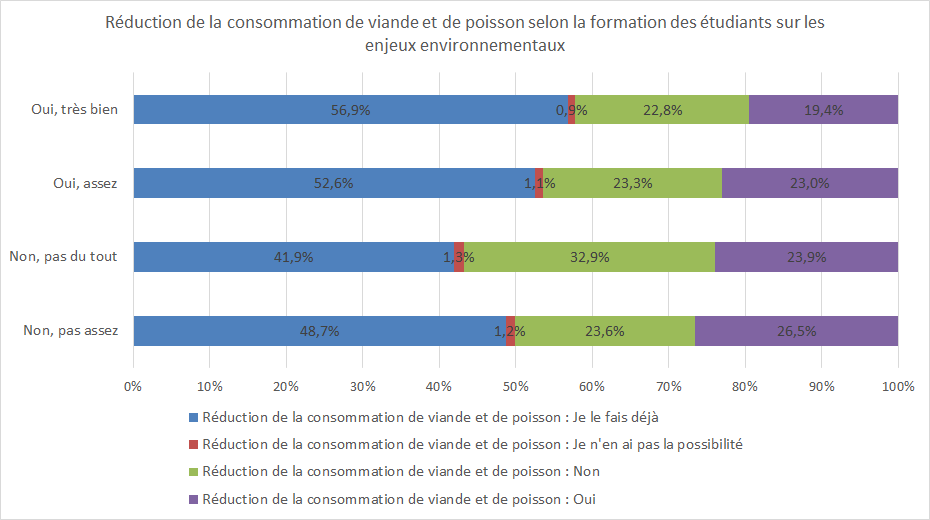 Réduction de la consommation de viande et de poisson selon la formation des étudiants sur les
enjeux environnementaux
Oui, très bien
56,9% 0,9% 22,8% 19,4%
Oui, assez
52,6% 1,1% 23,3% 23,0%
Non, pas du tout
41,9% 1,3% 32,9% 23,9%
Non, pas assez
48,7% 1,2% 23,6% 26,5%
0% 10% 20% 30% 40% 50% 60% 70% 80% 90% 100%
Réduction de la consommation de viande et de poisson : Je le fais déjà
Réduction de la consommation de viande et de poisson : Je n'en ai pas la possibilité
Réduction de la consommation de viande et de poisson : Non
Réduction de la consommation de viande et de poisson : Oui